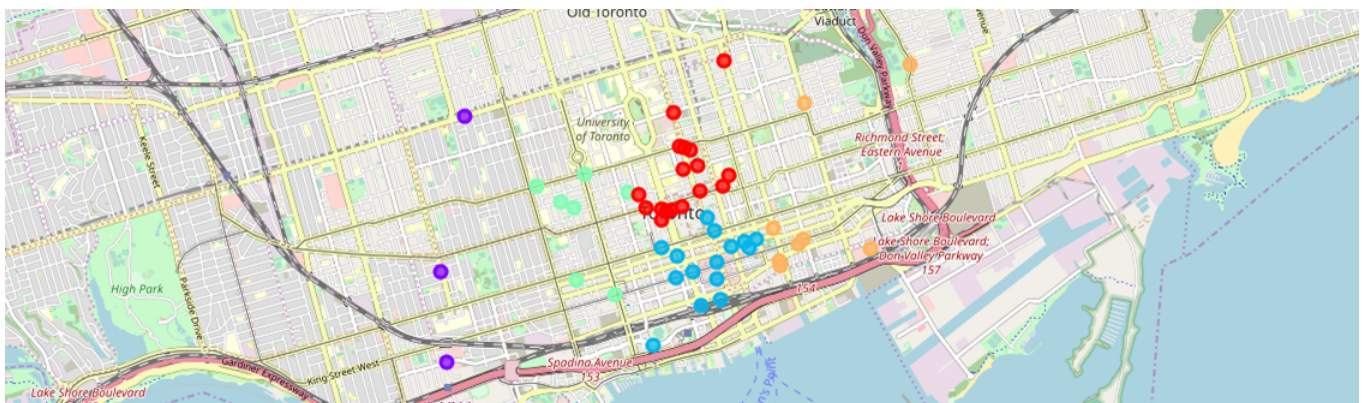 Old Toronto
Viaduct
Avenue
Don Valley Parkway
Keele Street
University
of Toronto
Richmond Street;
Eastern Avenue
Toronto
Lake Shore Boulevard
Lake Shore Boulevard;
Don Valley Parkway
157
High Park
Parkside Drive
154
Gardiner Expressway
King Street West
Spadina Avenue
153
Lake Shore Boulevard